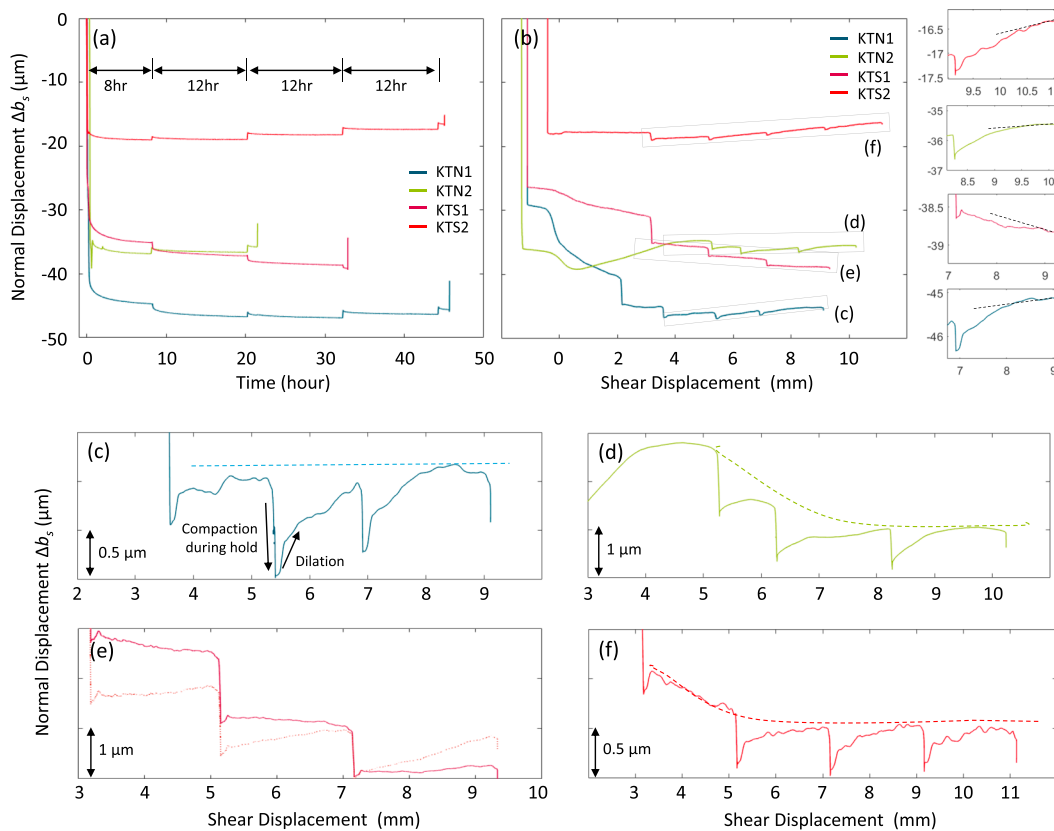 Normal Displacement Δbs (μm)
(a)
0
-10
-20
-30
-40
-50
8hr
12hr
12hr
12hr
KTN1
KTN2
KTS1
KTS2
0
10
20
30
40
50
Time (hour)
(b)
KTN1
KTN2
KTS1
KTS2
(f)
(d)
(e)
(c)
0
2
4
6
8
10
12
Shear Displacement (mm)
-16.5
-17
-17.5
9.5
10
10.5
-35
-36
-37
8.5
9
9.5
-38.5
-39
7
8
9
-45
-46
7
8
Normal Displacement Δbs (μm)
(c)
0.5 μm
Compaction
during hold
Dilation
2
3
4
5
6
7
8
9
10
(d)
1 μm
3
4
5
6
7
8
9
10
(e)
1 μm
3
4
5
6
7
8
9
10
Shear Displacement (mm)
(f)
0.5 μm
2
3
4
5
6
7
8
9
10
11
Shear Displacement (mm)